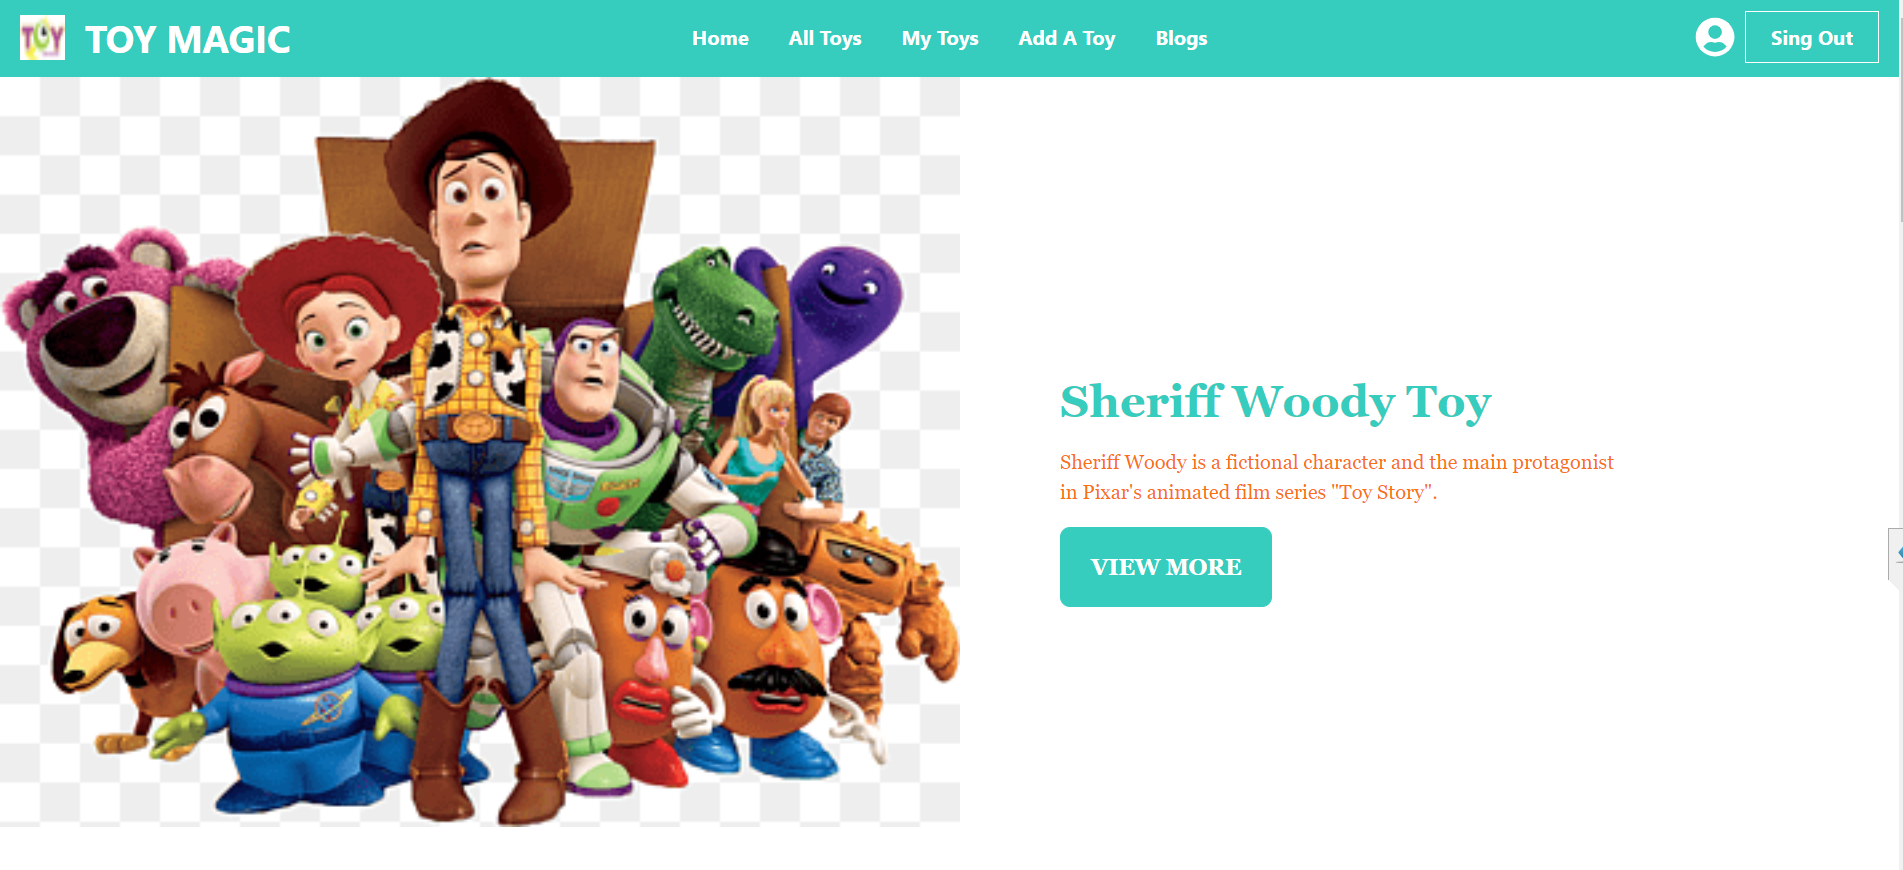 TOY
TOY MAGIC
Home
All Toys
My Toys
Add A Toy
Blogs
Sing Out
Sheriff Woody Toy
Sheriff Woody is a fictional character and the main protagonist
in Pixar's animated film series "Toy Story".
VIEW MORE